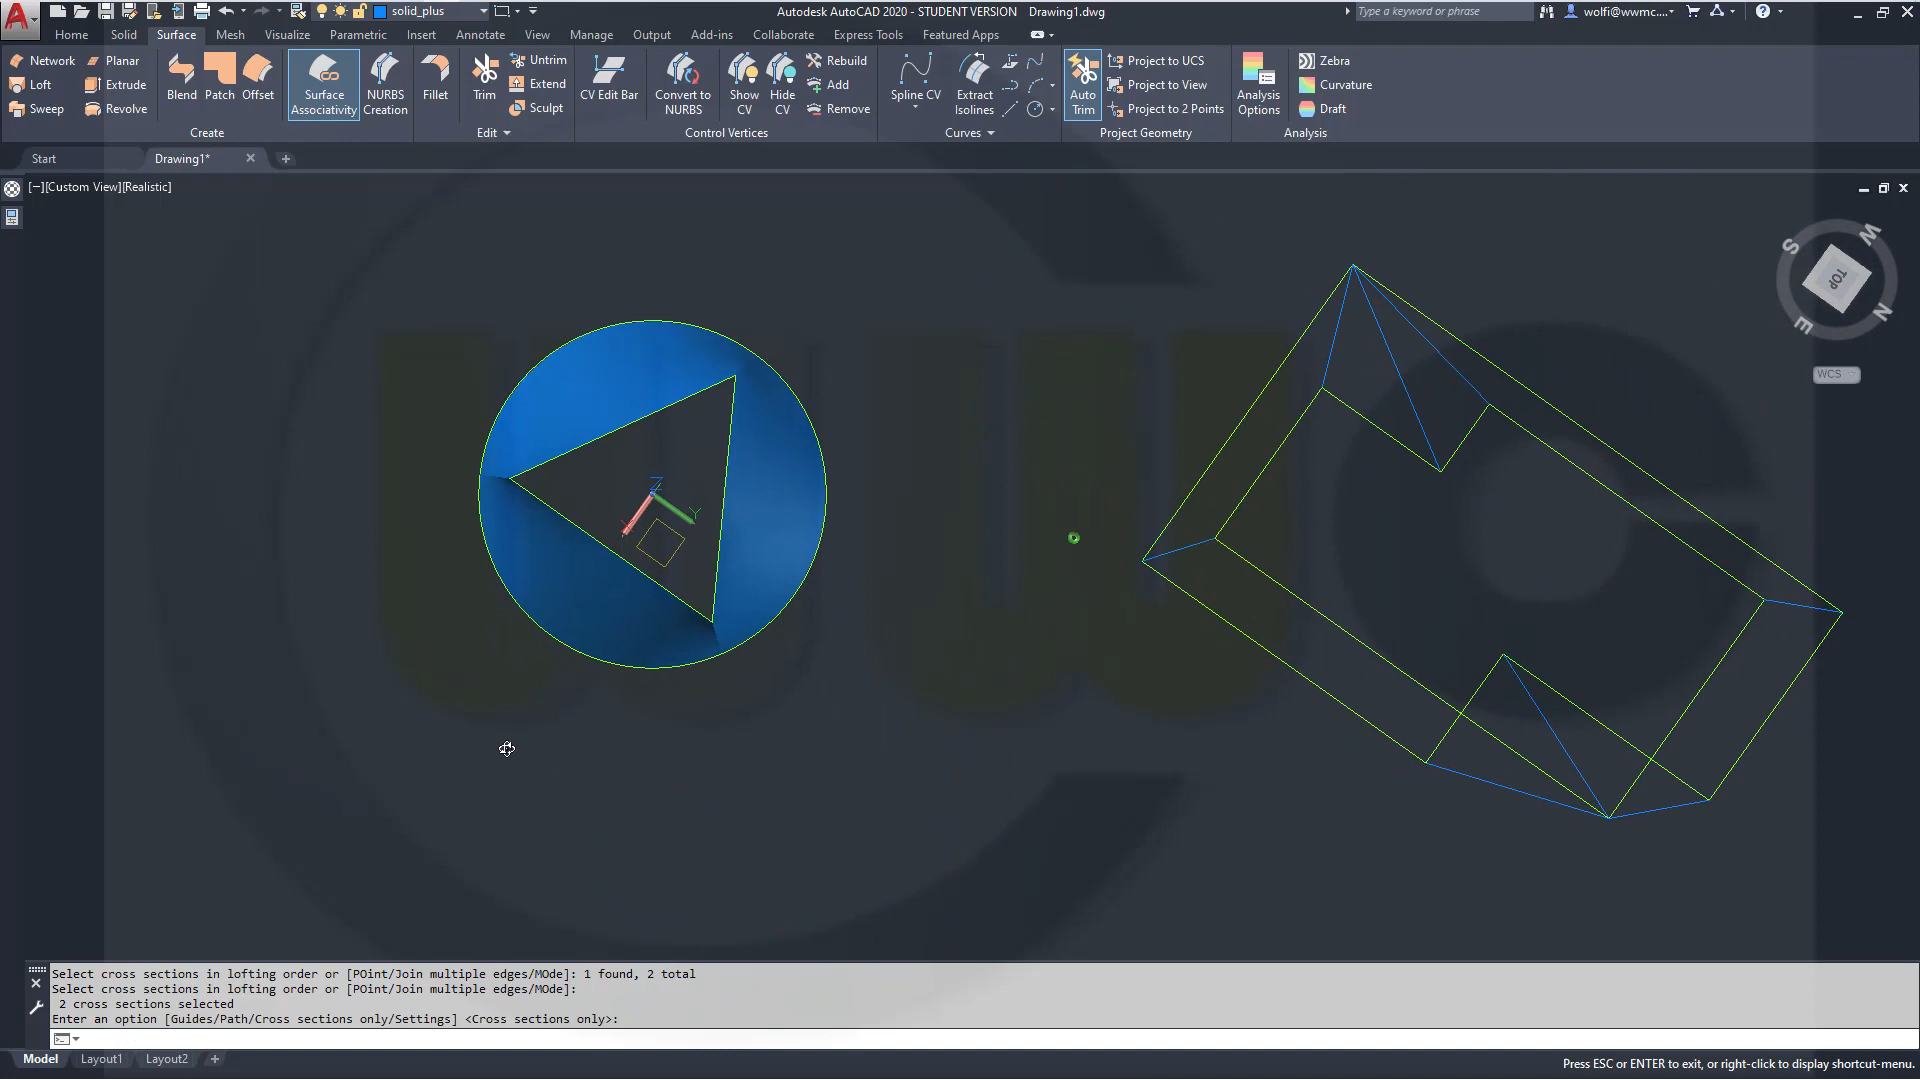 solid_plus
Autodesk AutoCAD 2020 - STUDENT VERSION Drawing1.dwg
Type a keyword or phrase
wolfi@wwmc....
Home Solid Surface Mesh Visualize Parametric Insert Annotate View Manage Output Add-ins Collaborate Express Tools Featured Apps
Network Planar
Loft Extrude
Sweep Revolve
Create
Blend Patch Offset
Surface Associativity
NURBS Creation
Fillet
Trim
Untrim
Extend
Sculpt
Edit
CV Edit Bar
Convert to NURBS
Show CV
Hide CV
Rebuild
Add
Remove
Control Vertices
Spline CV
Extract Isolines
Curves
Auto Trim
Project to UCS
Project to View
Project to 2 Points
Project Geometry
Analysis Options
Zebra
Curvature
Draft
Analysis
Start Drawing1*
[−][Custom View][Realistic]
S W
TOP
E N
WCS
Z
Y
X
Select cross sections in lofting order or [POint/Join multiple edges/MOde]: 1 found, 2 total
Select cross sections in lofting order or [POint/Join multiple edges/MOde]:
2 cross sections selected
Enter an option [Guides/Path/Cross sections only/Settings] <Cross sections only>:
Model Layout1 Layout2 +
Press ESC or ENTER to exit, or right-click to display shortcut-menu.